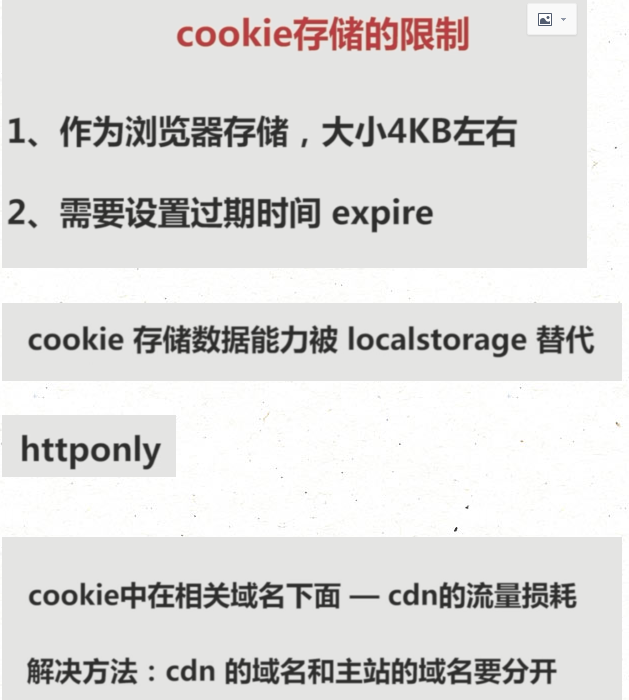 cookie存储的限制
1、作为浏览器存储，大小4KB左右
2、需要设置过期时间 expire
cookie 存储数据能力被 localstorage 替代
httponly
cookie中在相关域名下面 — cdn的流量损耗
解决方法：cdn 的域名和主站的域名要分开